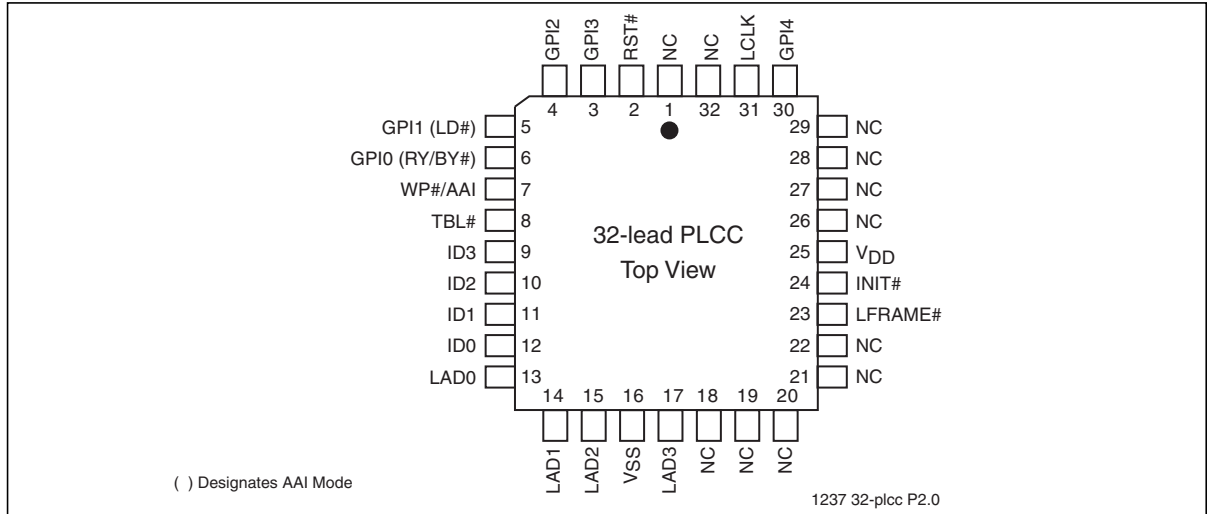 GPI2
GPI3
RST#
NC
NC
LCLK
GPI4
4
3
2
1
32
31
30
GPI1 (LD#)
5
29
NC
GPI0 (RY/BY#)
6
28
NC
WP#/AAI
7
27
NC
TBL#
8
26
NC
32-lead PLCC
Top View
ID3
9
25
VDD
ID2
10
24
INIT#
ID1
11
23
LFRAME#
ID0
12
22
NC
LAD0
13
21
NC
14
15
16
17
18
19
20
LAD1
LAD2
VSS
LAD3
NC
NC
NC
( ) Designates AAI Mode
1237 32-plcc P2.0